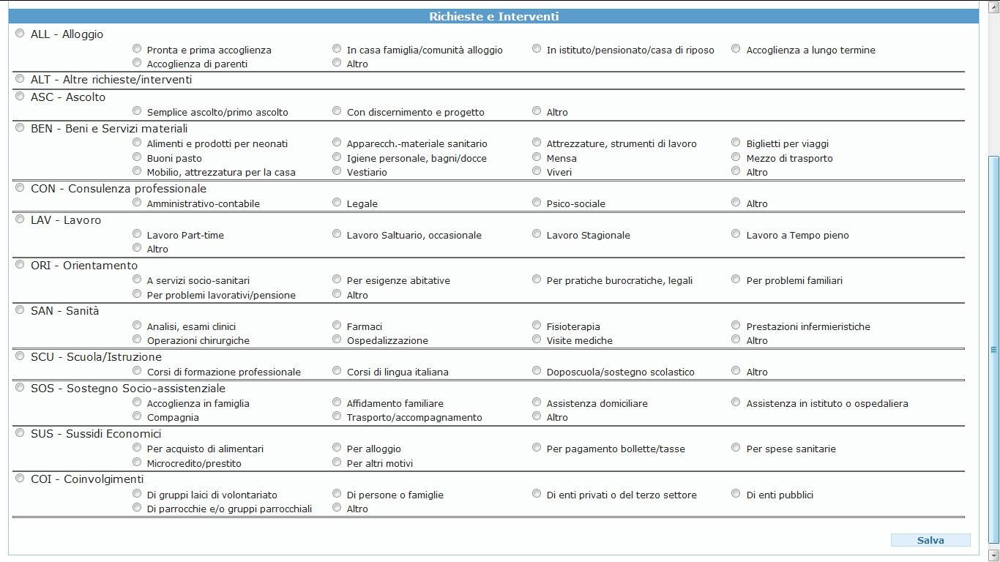 Richieste e Interventi
ALL - Alloggio
Pronta e prima accoglienza In casa famiglia/comunità alloggio In istituto/pensionato/casa di riposo Accoglienza a lungo termine
Accoglienza di parenti Altro
ALT - Altre richieste/interventi
ASC - Ascolto
Semplice ascolto/primo ascolto Con discernimento e progetto Altro
BEN - Beni e Servizi materiali
Alimenti e prodotti per neonati Apparecch.-materiale sanitario Attrezzature, strumenti di lavoro Biglietti per viaggi
Buoni pasto Igiene personale, bagni/docce Mensa Mezzo di trasporto
Mobilio, attrezzatura per la casa Vestiario Viveri Altro
CON - Consulenza professionale
Amministrativo-contabile Legale Psico-sociale Altro
LAV - Lavoro
Lavoro Part-time Lavoro Saltuario, occasionale Lavoro Stagionale Lavoro a Tempo pieno
Altro
ORI - Orientamento
A servizi socio-sanitari Per esigenze abitative Per pratiche burocratiche, legali Per problemi familiari
Per problemi lavorativi/pensione Altro
SAN - Sanità
Analisi, esami clinici Farmaci Fisioterapia Prestazioni infermieristiche
Operazioni chirurgiche Ospedalizzazione Visite mediche Altro
SCU - Scuola/Istruzione
Corsi di formazione professionale Corsi di lingua italiana Doposcuola/sostegno scolastico Altro
SOS - Sostegno Socio-assistenziale
Accoglienza in famiglia Affidamento familiare Assistenza domiciliare Assistenza in istituto o ospedaliera
Compagnia Trasporto/accompagnamento Altro
SUS - Sussidi Economici
Per acquisto di alimentari Per alloggio Per pagamento bollette/tasse Per spese sanitarie
Microcredito/prestito Per altri motivi
COI - Coinvolgimenti
Di gruppi laici di volontariato Di persone o famiglie Di enti privati o del terzo settore Di enti pubblici
Di parrocchie e/o gruppi parrocchiali Altro
Salva